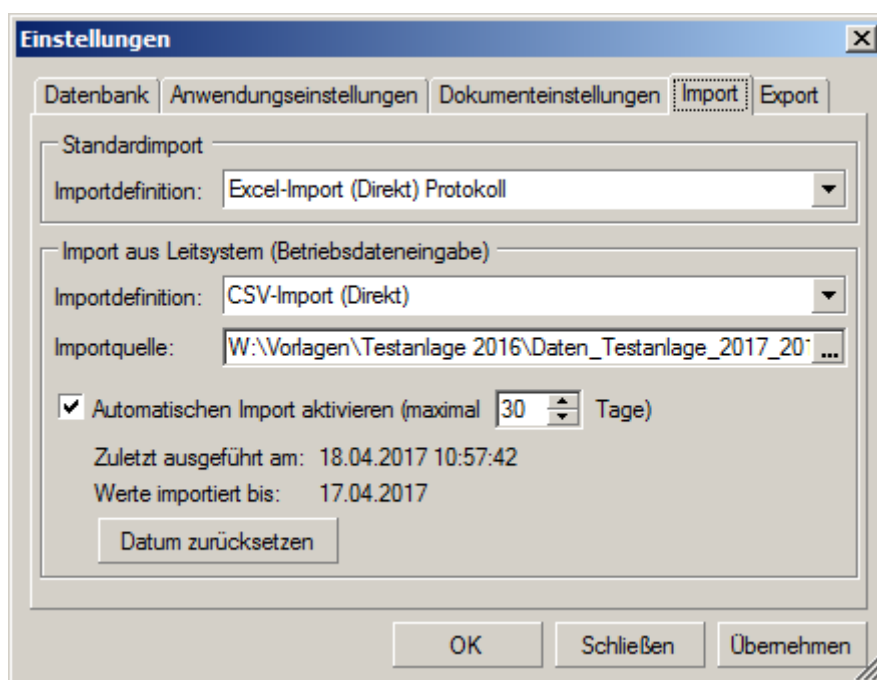 Einstellungen
Datenbank Anwendungseinstellungen Dokumenteinstellungen Import Export
Standardimport
Importdefinition: Excel-Import (Direkt) Protokoll
Import aus Leitsystem (Betriebsdateneingabe)
Importdefinition: CSV-Import (Direkt)
Importquelle: W:\Vorlagen\Testanlage 2016\Daten_Testanlage_2017_201 ...
Automatischen Import aktivieren (maximal 30 Tage)
Zuletzt ausgeführt am: 18.04.2017 10:57:42
Werte importiert bis: 17.04.2017
Datum zurücksetzen
OK Schließen Übernehmen